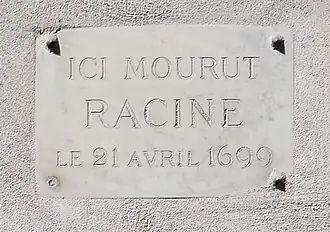 ICI MOURUT
RACINE
LE 21 AVRIL 1699